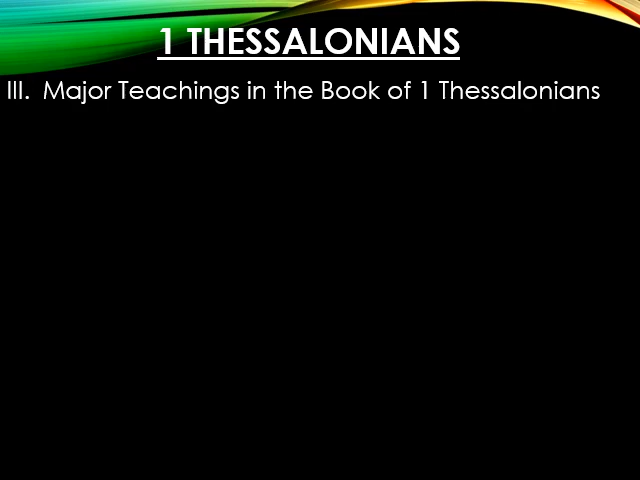 1 THESSALONIANS
III. Major Teachings in the Book of 1 Thessalonians